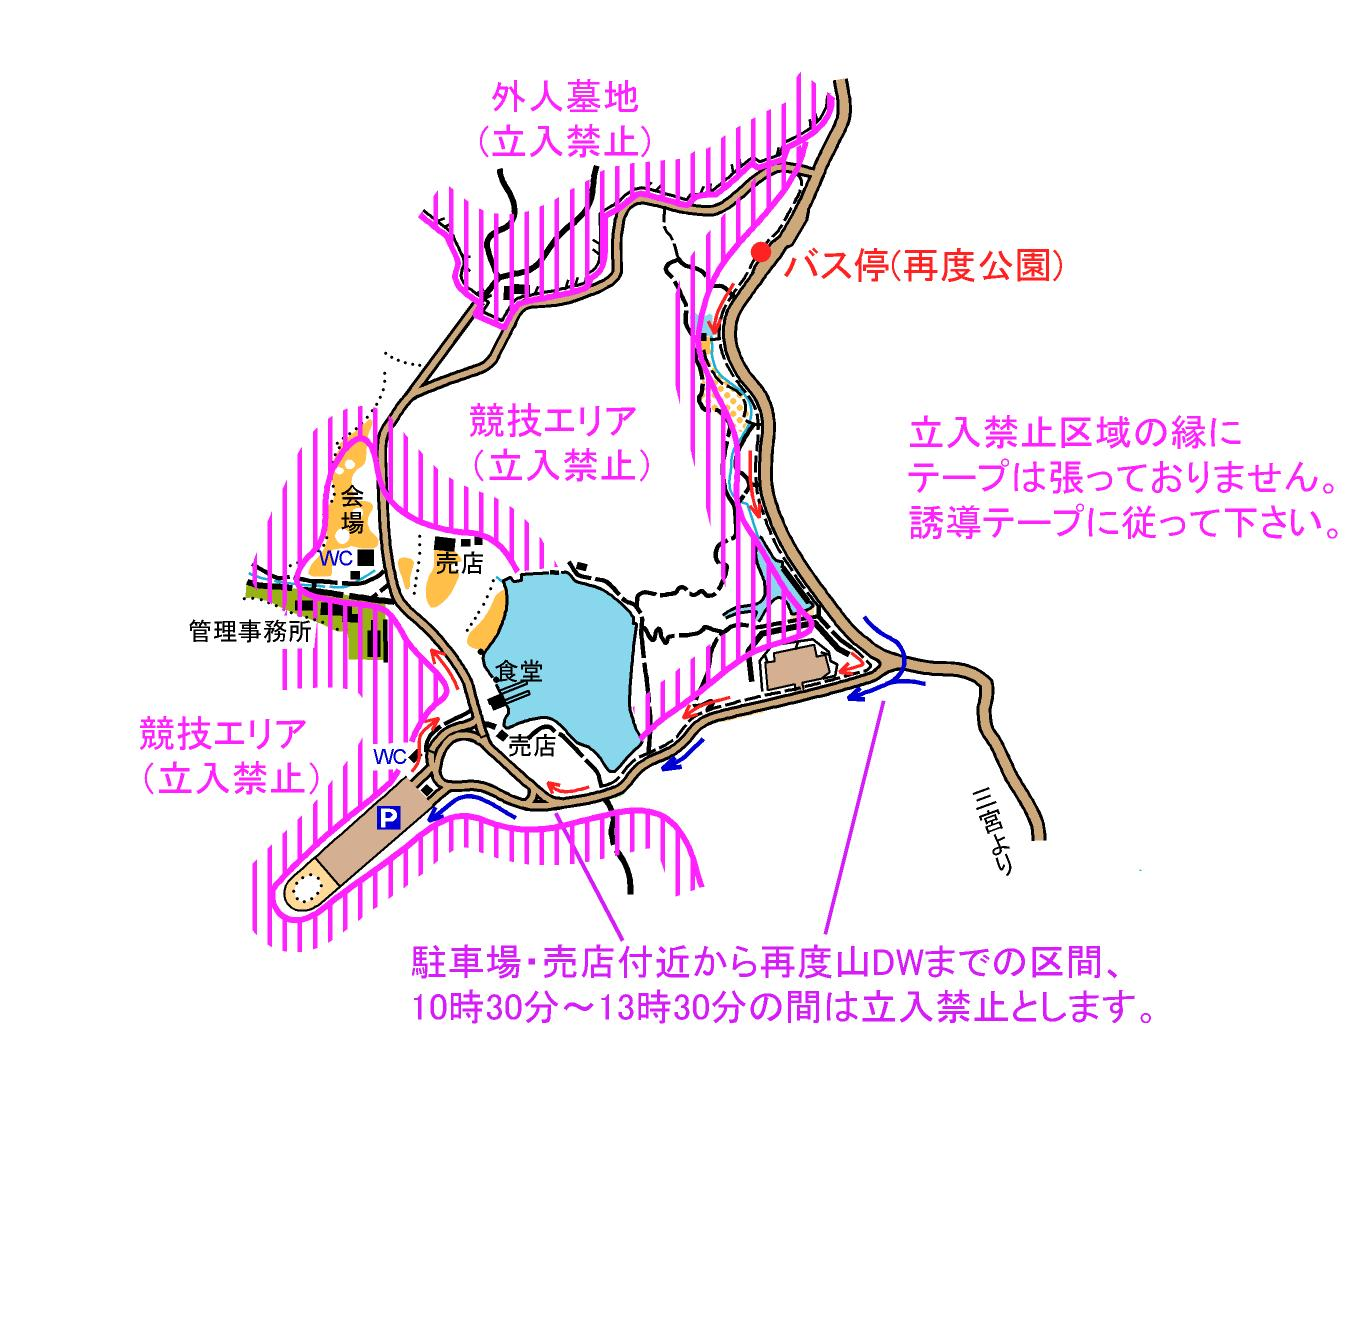 外人墓地
(立入禁止)
バス停(再度公園)
競技エリア
(立入禁止)
立入禁止区域の縁に
テープは張っておりません。
誘導テープに従って下さい。
会場
WC
売店
管理事務所
食堂
競技エリア
(立入禁止)
WC
売店
P
三宮より
駐車場・売店付近から再度山DWまでの区間、
10時30分～13時30分の間は立入禁止とします。